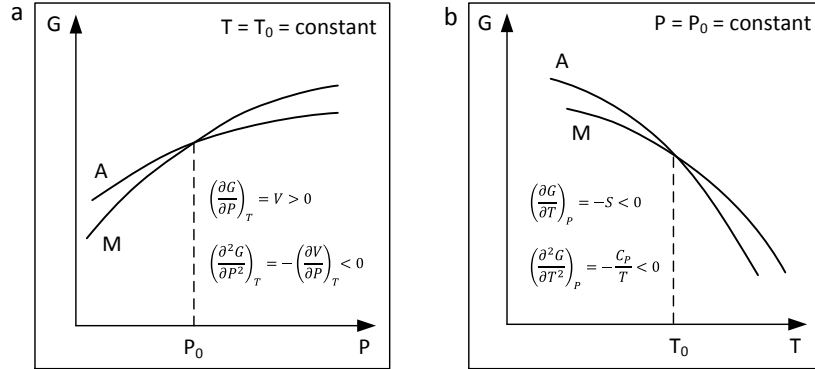 a
G
T = T₀ = constant
A
M
(∂G/∂P)_T = V > 0
(∂²G/∂P²)_T = −(∂V/∂P)_T < 0
P₀
P
b
G
P = P₀ = constant
A
M
(∂G/∂T)_P = −S < 0
(∂²G/∂T²)_P = −C_P/T < 0
T₀
T